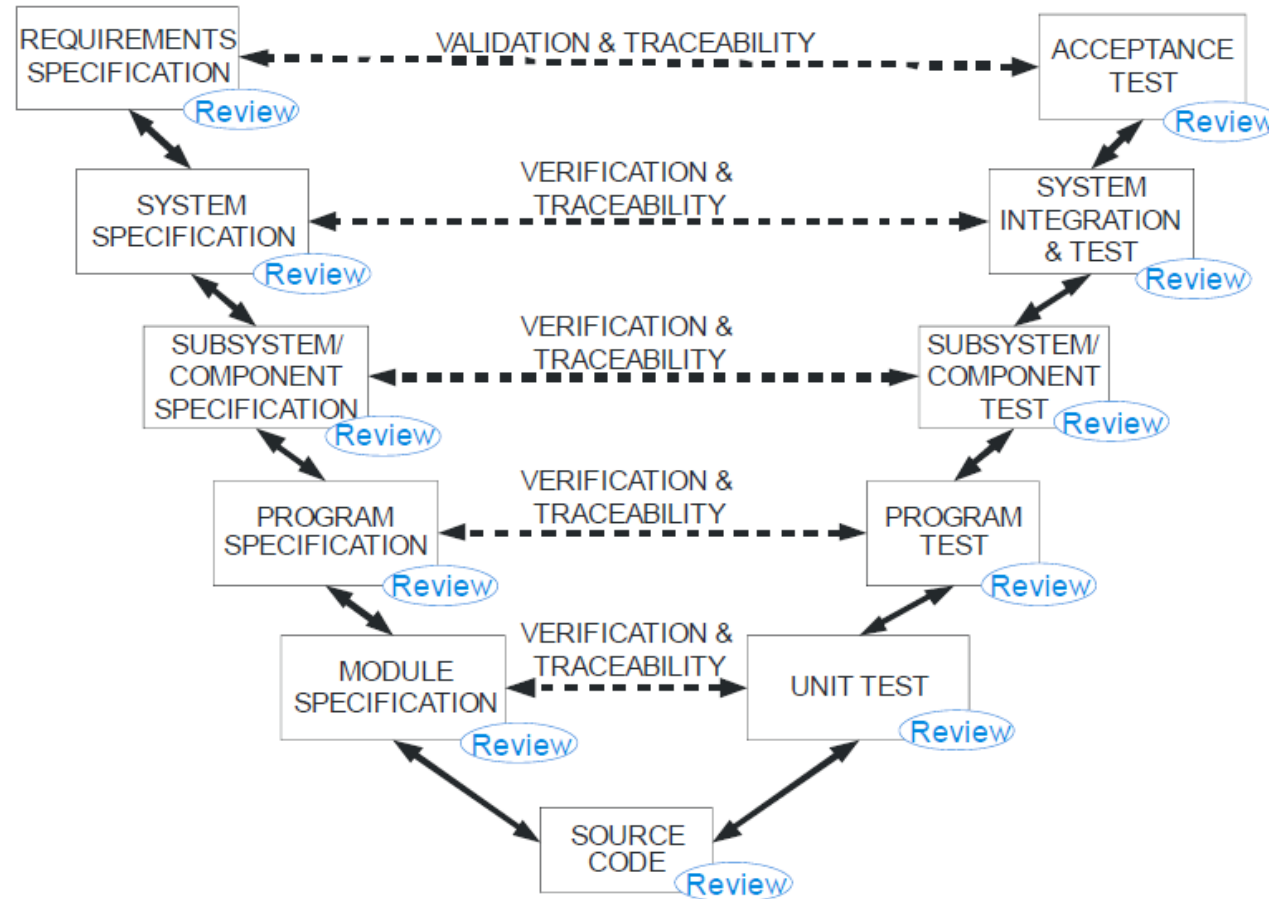 REQUIREMENTS
SPECIFICATION
Review
VALIDATION & TRACEABILITY
ACCEPTANCE
TEST
Review
SYSTEM
SPECIFICATION
Review
VERIFICATION &
TRACEABILITY
SYSTEM
INTEGRATION
& TEST
Review
SUBSYSTEM/
COMPONENT
SPECIFICATION
Review
VERIFICATION &
TRACEABILITY
SUBSYSTEM/
COMPONENT
TEST
Review
PROGRAM
SPECIFICATION
Review
VERIFICATION &
TRACEABILITY
PROGRAM
TEST
Review
MODULE
SPECIFICATION
Review
VERIFICATION &
TRACEABILITY
UNIT TEST
Review
SOURCE
CODE
Review